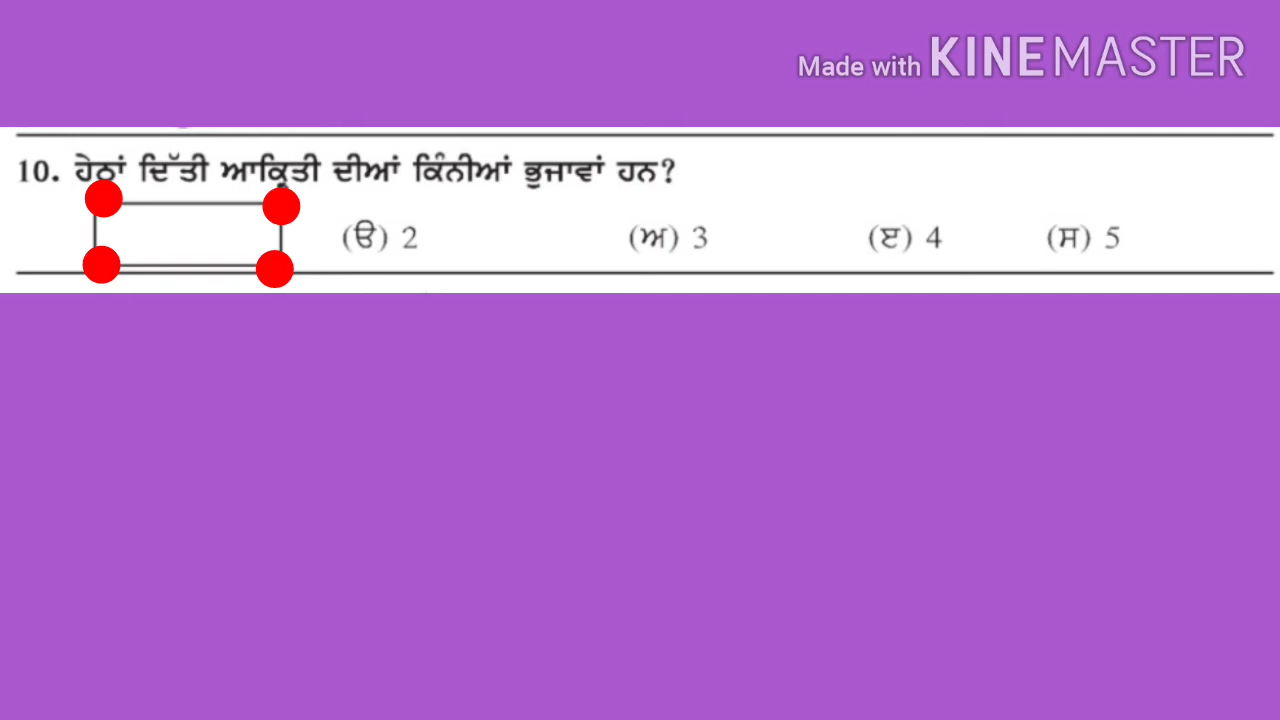 Made with KINEMASTER
10. ਹੇਠਾਂ ਦਿੱਤੀ ਆਕ੍ਰਿਤੀ ਦੀਆਂ ਕਿੰਨੀਆਂ ਭੁਜਾਵਾਂ ਹਨ?
(ੳ) 2 (ਅ) 3 (ੲ) 4 (ਸ) 5